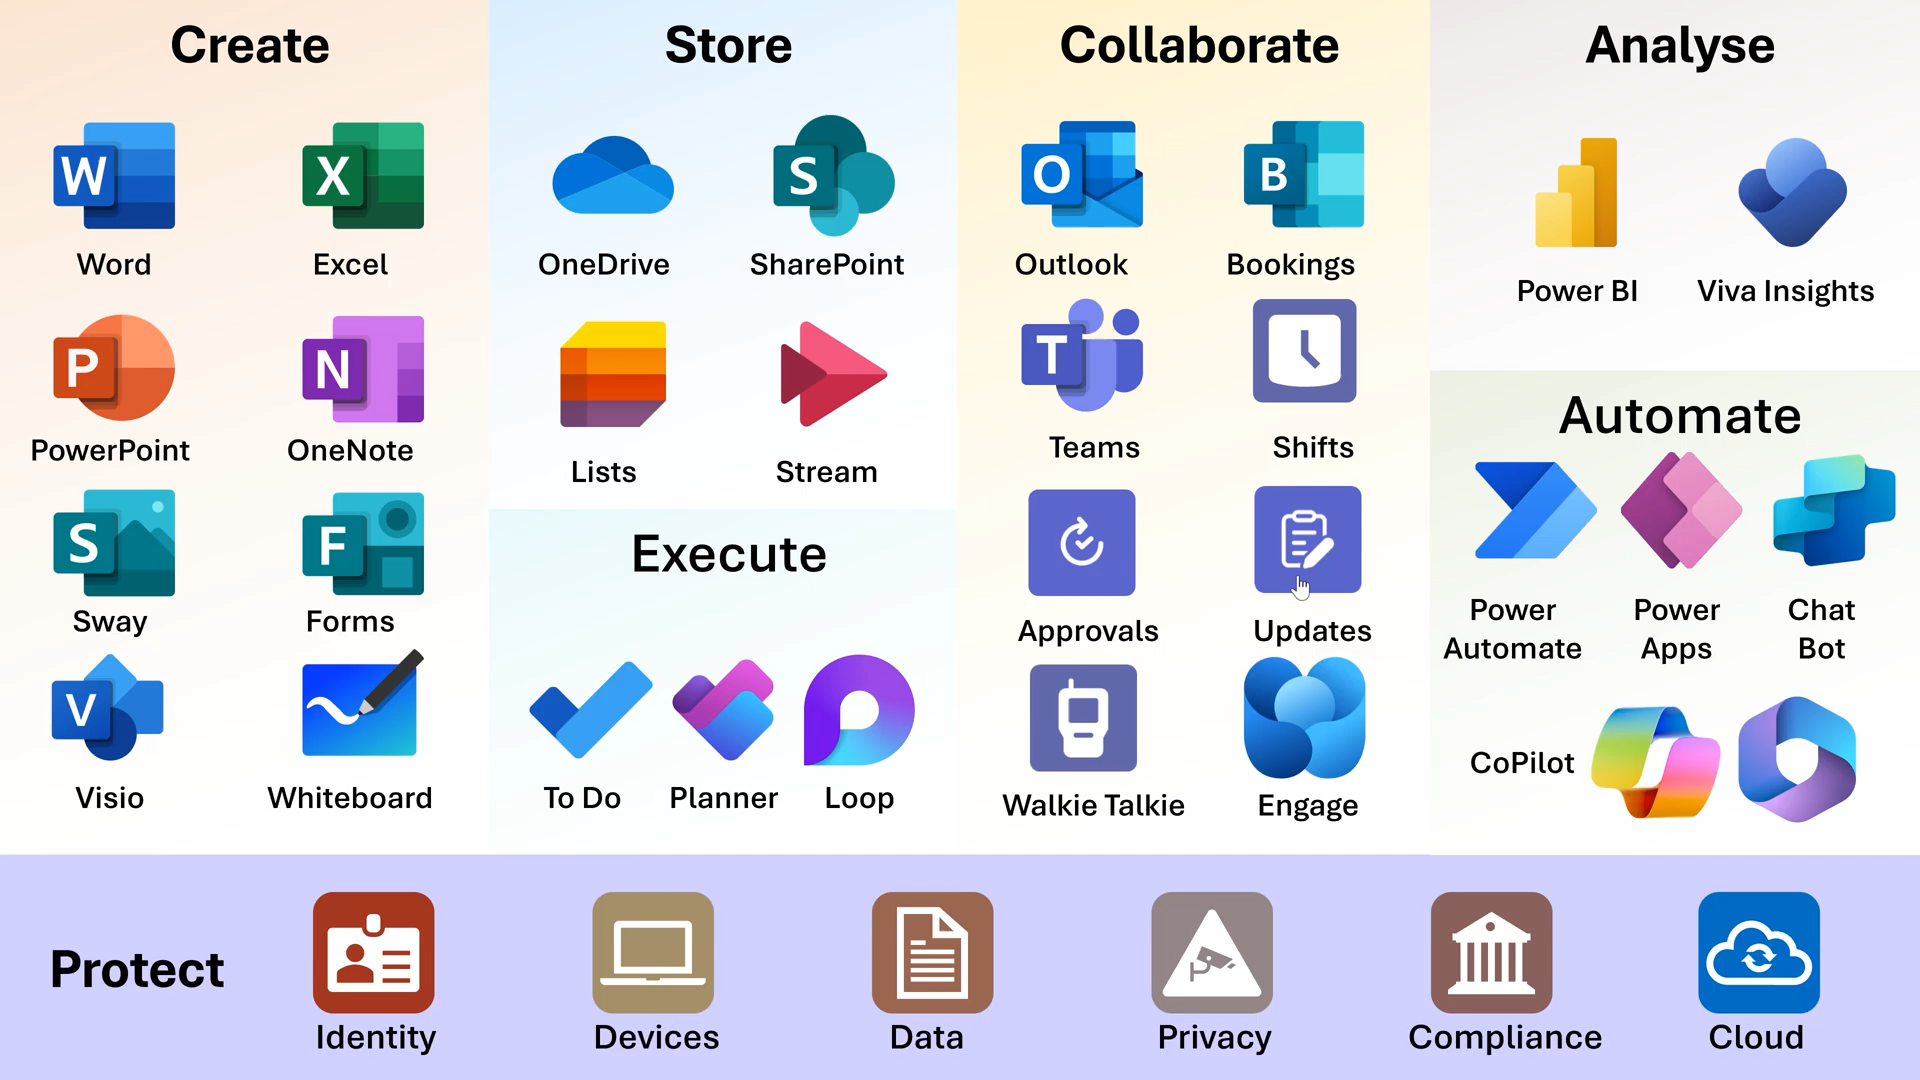 Create
W
Word
X
Excel
P
PowerPoint
N
OneNote
S
Sway
F
Forms
V
Visio
Whiteboard
Store
OneDrive
S
SharePoint
Lists
Stream
Execute
To Do
Planner
Loop
Collaborate
O
Outlook
B
Bookings
T
Teams
Shifts
Approvals
Updates
Walkie Talkie
Engage
Analyse
Power BI
Viva Insights
Automate
Power
Automate
Power
Apps
Chat
Bot
CoPilot
Protect
Identity
Devices
Data
Privacy
Compliance
Cloud